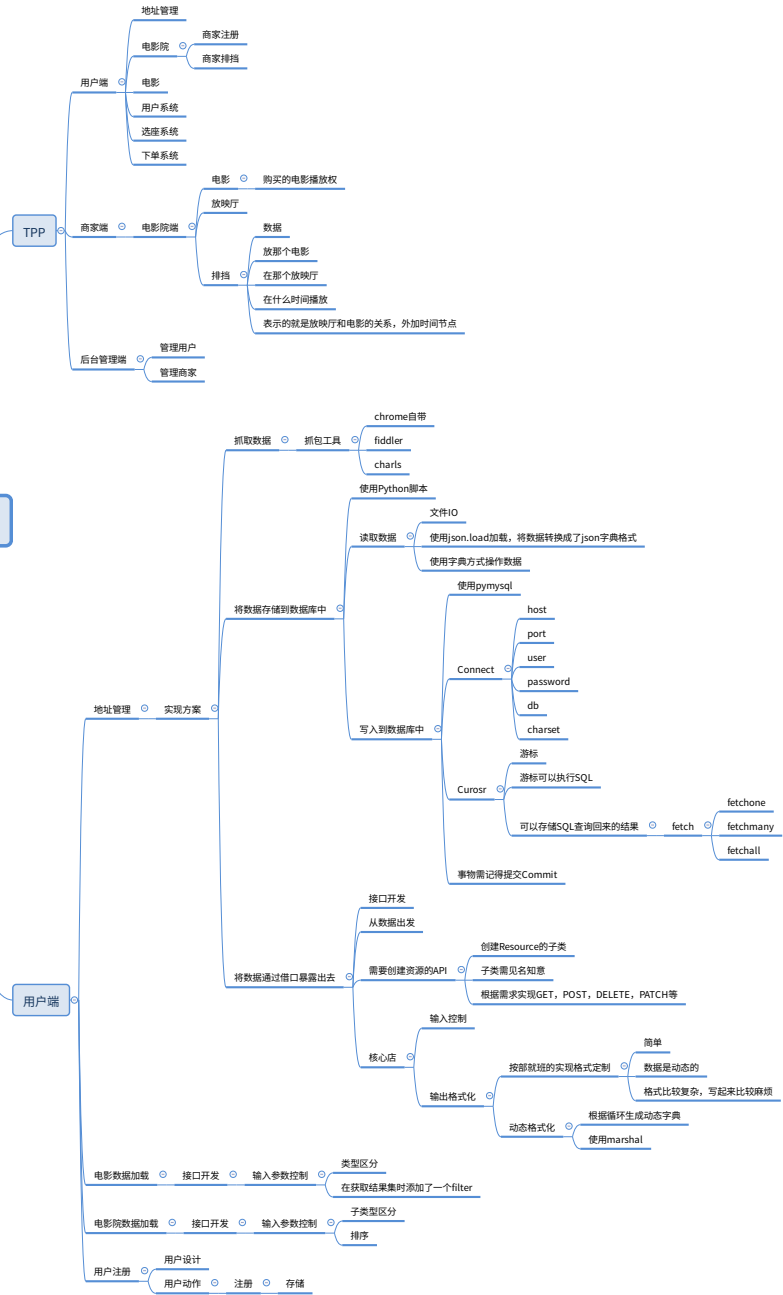 TPP
用户端
地址管理
电影院
商家注册
商家排挡
电影
用户系统
选座系统
下单系统
商家端
电影院端
电影
购买的电影播放权
放映厅
排挡
数据
放那个电影
在那个放映厅
在什么时间播放
表示的就是放映厅和电影的关系，外加时间节点
后台管理端
管理用户
管理商家
用户端
地址管理
实现方案
抓取数据
抓包工具
chrome自带
fiddler
charls
将数据存储到数据库中
使用Python脚本
读取数据
文件IO
使用json.load加载，将数据转换成了json字典格式
使用字典方式操作数据
写入到数据库中
使用pymysql
Connect
host
port
user
password
db
charset
Curosr
游标
游标可以执行SQL
可以存储SQL查询回来的结果
fetch
fetchone
fetchmany
fetchall
事物需记得提交Commit
将数据通过借口暴露出去
接口开发
从数据出发
需要创建资源的API
创建Resource的子类
子类需见名知意
根据需求实现GET，POST，DELETE，PATCH等
核心店
输入控制
输出格式化
按部就班的实现格式定制
简单
数据是动态的
格式比较复杂，写起来比较麻烦
动态格式化
根据循环生成动态字典
使用marshal
电影数据加载
接口开发
输入参数控制
类型区分
在获取结果集时添加了一个filter
电影院数据加载
接口开发
输入参数控制
子类型区分
排序
用户注册
用户设计
用户动作
注册
存储